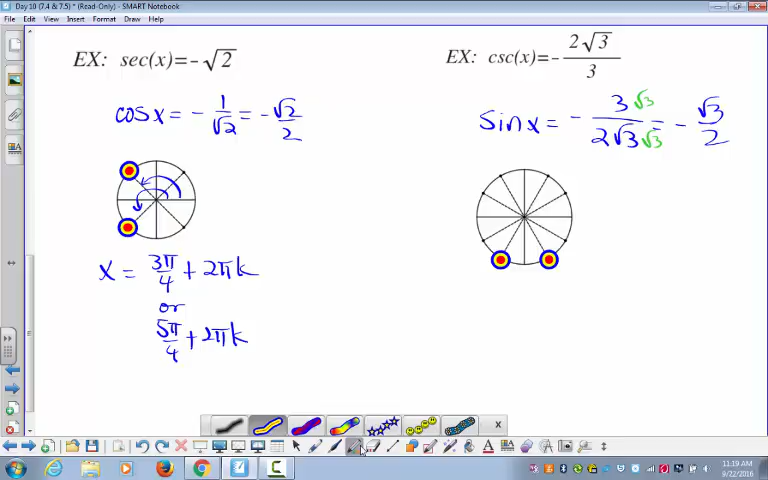 Day 10 (7.4 & 7.5) * (Read-Only) - SMART Notebook
File Edit View Insert Format Draw Help
EX: sec(x)=-√2
cosx = - 1/√2 = - √2/2
x = 3π/4 + 2πk
or
5π/4 + 2πk
EX: csc(x)=- 2√3/3
sinx = - 3 √3/2√3 √3 = - √3/2
11:19 AM
9/22/2016